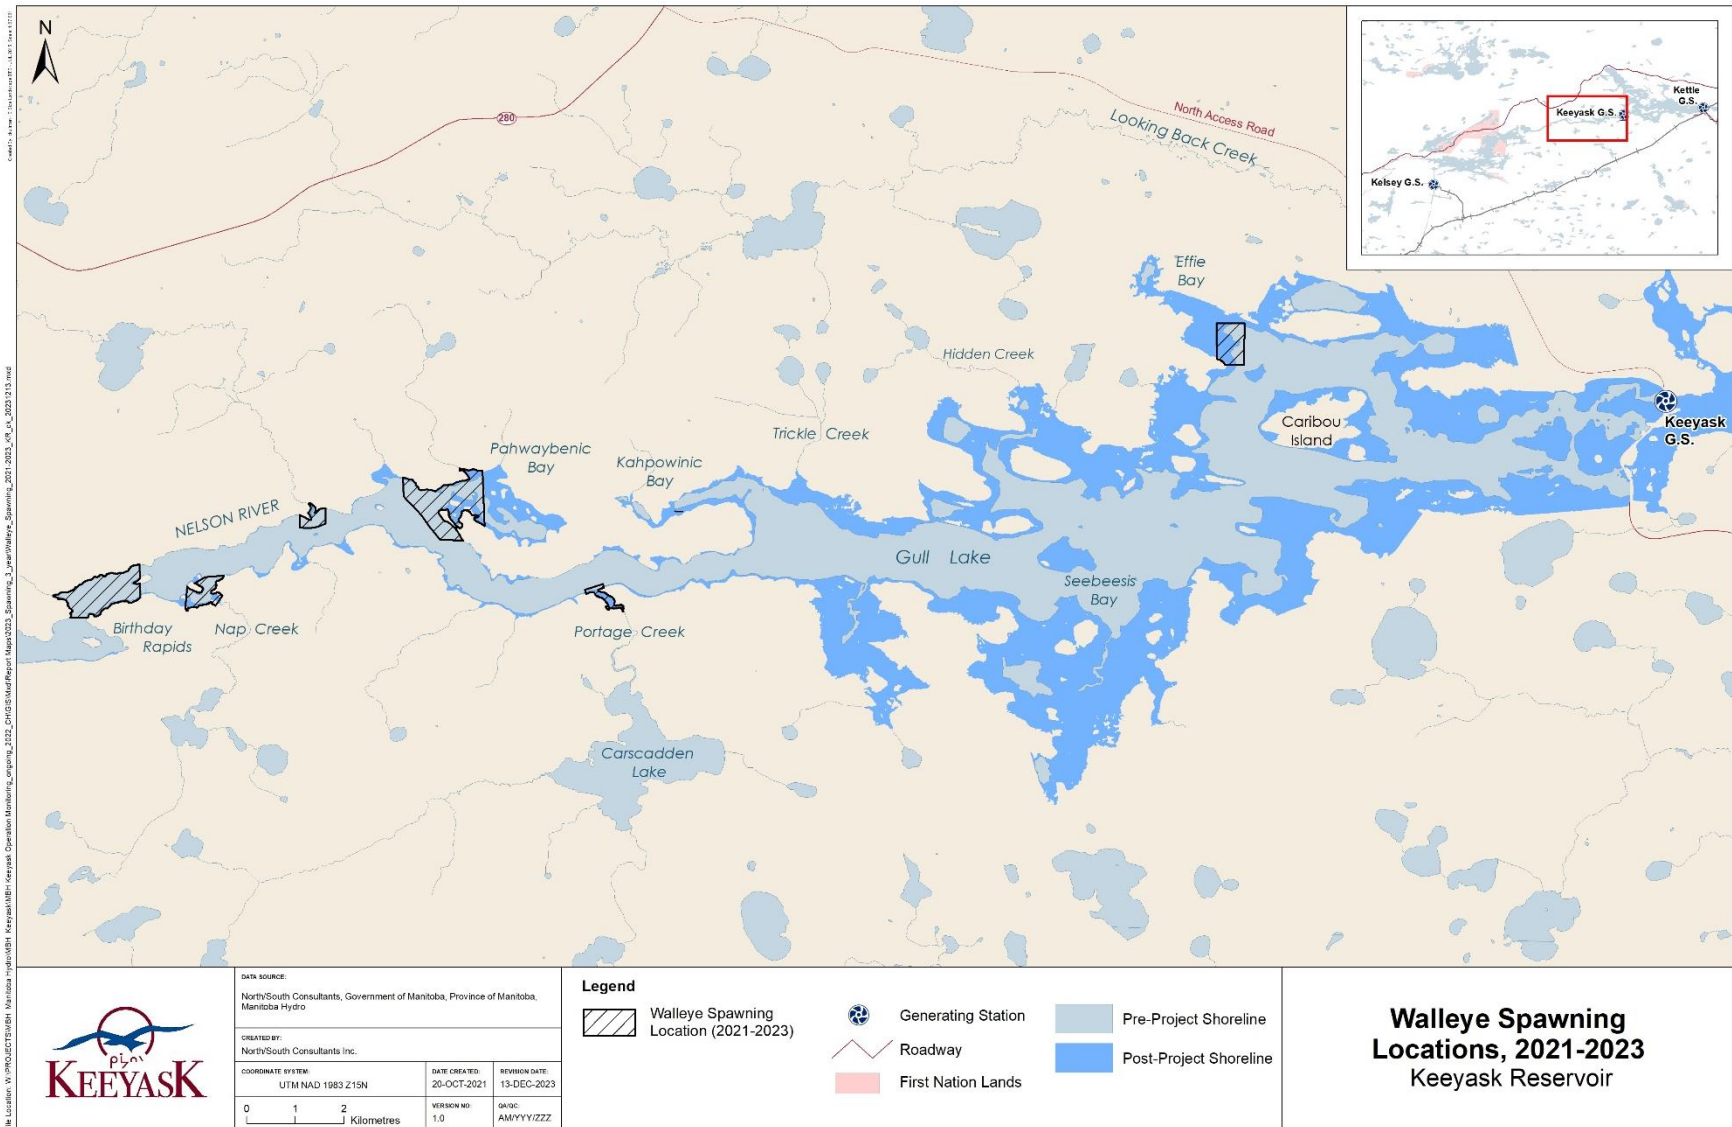 N
280
North Access Road
Looking Back Creek
Keeyask G.S.
Kettle
G.S.
Kelsey G.S.
Effie
Bay
Hidden Creek
Caribou
Island
Keeyask
G.S.
Trickle Creek
Pahwaybenic
Bay
Kahpowinic
Bay
NELSON RIVER
Gull Lake
Seebeesis
Bay
Birthday
Rapids
Nap Creek
Portage Creek
Carscadden
Lake
KEEYASK
DATA SOURCE:
North/South Consultants, Government of Manitoba, Province of Manitoba,
Manitoba Hydro
CREATED BY:
North/South Consultants Inc.
COORDINATE SYSTEM:
UTM NAD 1983 Z15N
DATE CREATED:
20-OCT-2021
REVISION DATE:
13-DEC-2023
0 1 2
Kilometres
VERSION NO:
1.0
QA/QC:
AM/YYY/ZZZ
Legend
Walleye Spawning
Location (2021-2023)
Generating Station
Roadway
First Nation Lands
Pre-Project Shoreline
Post-Project Shoreline
Walleye Spawning
Locations, 2021-2023
Keeyask Reservoir